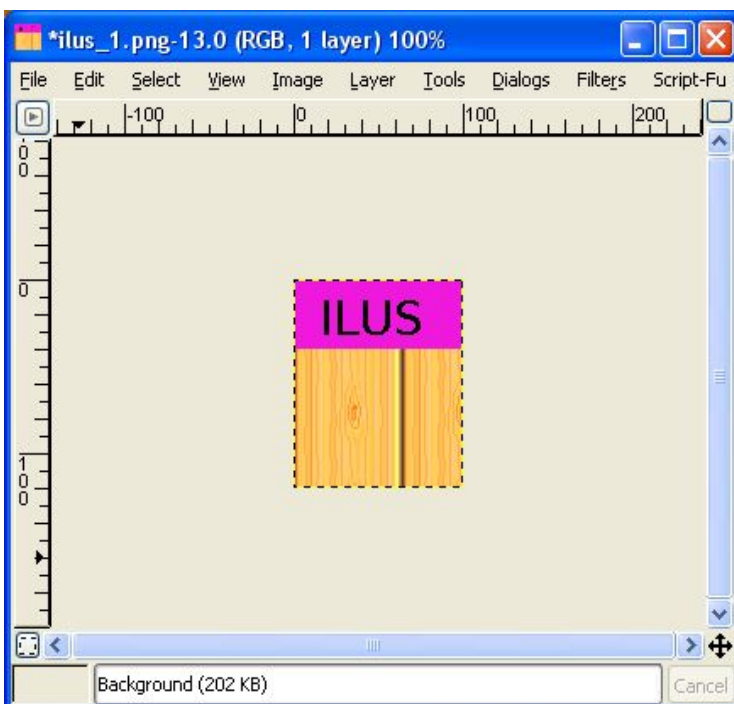 *ilus_1.png-13.0 (RGB, 1 layer) 100%
File Edit Select View Image Layer Tools Dialogs Filters Script-Fu
-100 0 100 200
0
100
ILUS
Background (202 KB) Cancel